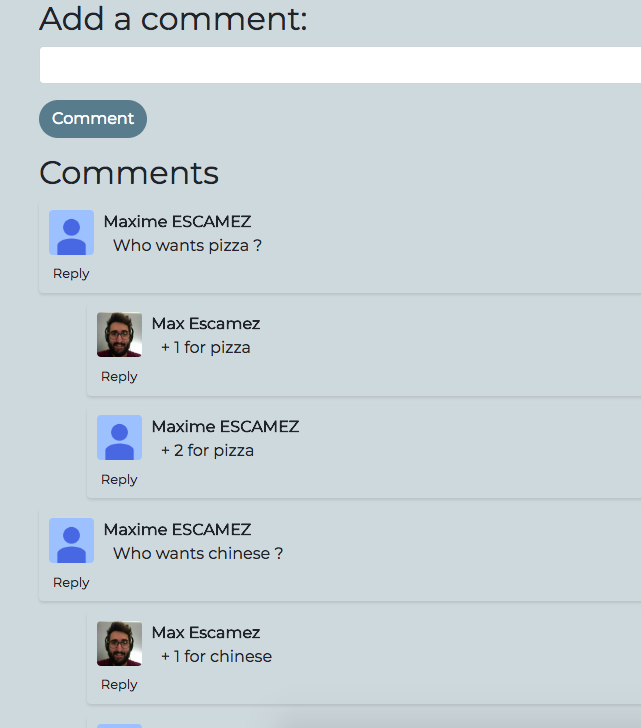 Add a comment:
Comment
Comments
Maxime ESCAMEZ
Who wants pizza ?
Reply
Max Escamez
+ 1 for pizza
Reply
Maxime ESCAMEZ
+ 2 for pizza
Reply
Maxime ESCAMEZ
Who wants chinese ?
Reply
Max Escamez
+ 1 for chinese
Reply